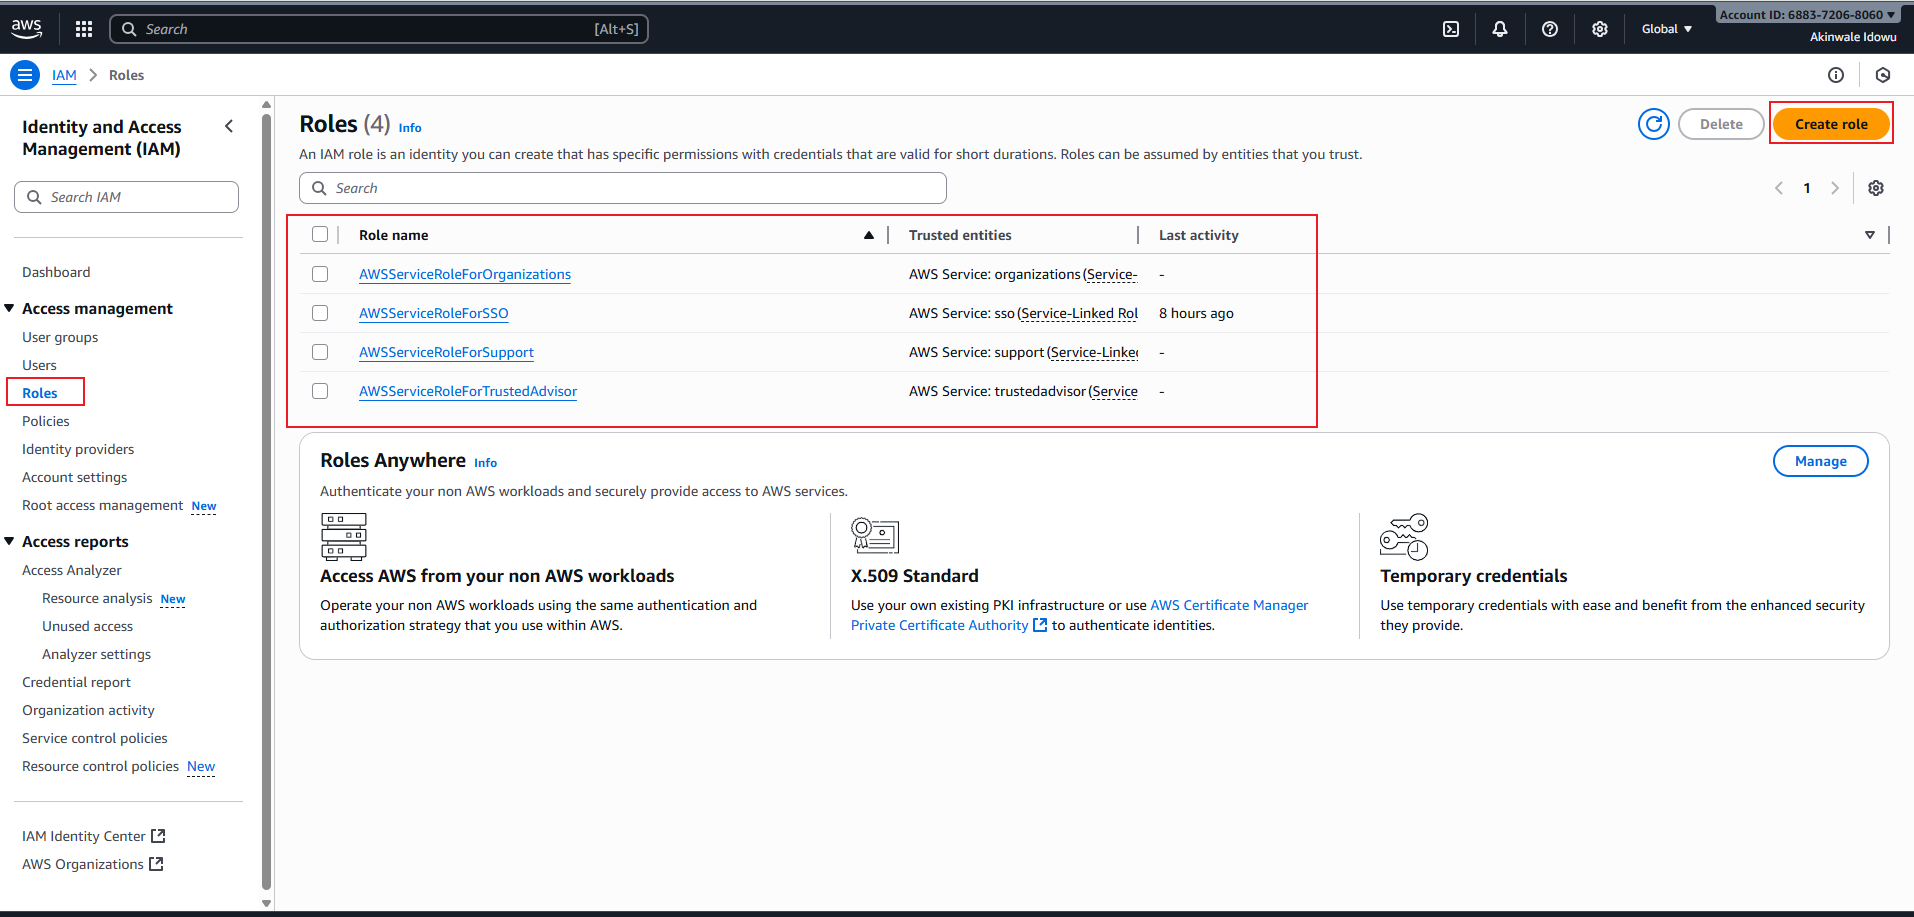 aws
Search
[Alt+S]
Global
Account ID: 6883-7206-8060
Akinwale Idowu
IAM
Roles
Identity and Access
Management (IAM)
Search IAM
Dashboard
Access management
User groups
Users
Roles
Policies
Identity providers
Account settings
Root access management New
Access reports
Access Analyzer
Resource analysis New
Unused access
Analyzer settings
Credential report
Organization activity
Service control policies
Resource control policies New
IAM Identity Center
AWS Organizations
Roles (4) Info
Delete
Create role
An IAM role is an identity you can create that has specific permissions with credentials that are valid for short durations. Roles can be assumed by entities that you trust.
Search
1
Role name Trusted entities Last activity
AWSServiceRoleForOrganizations AWS Service: organizations (Service- -
AWSServiceRoleForSSO AWS Service: sso (Service-Linked Rol 8 hours ago
AWSServiceRoleForSupport AWS Service: support (Service-Linked -
AWSServiceRoleForTrustedAdvisor AWS Service: trustedadvisor (Service -
Roles Anywhere Info
Manage
Authenticate your non AWS workloads and securely provide access to AWS services.
Access AWS from your non AWS workloads
Operate your non AWS workloads using the same authentication and
authorization strategy that you use within AWS.
X.509 Standard
Use your own existing PKI infrastructure or use AWS Certificate Manager
Private Certificate Authority to authenticate identities.
Temporary credentials
Use temporary credentials with ease and benefit from the enhanced security
they provide.